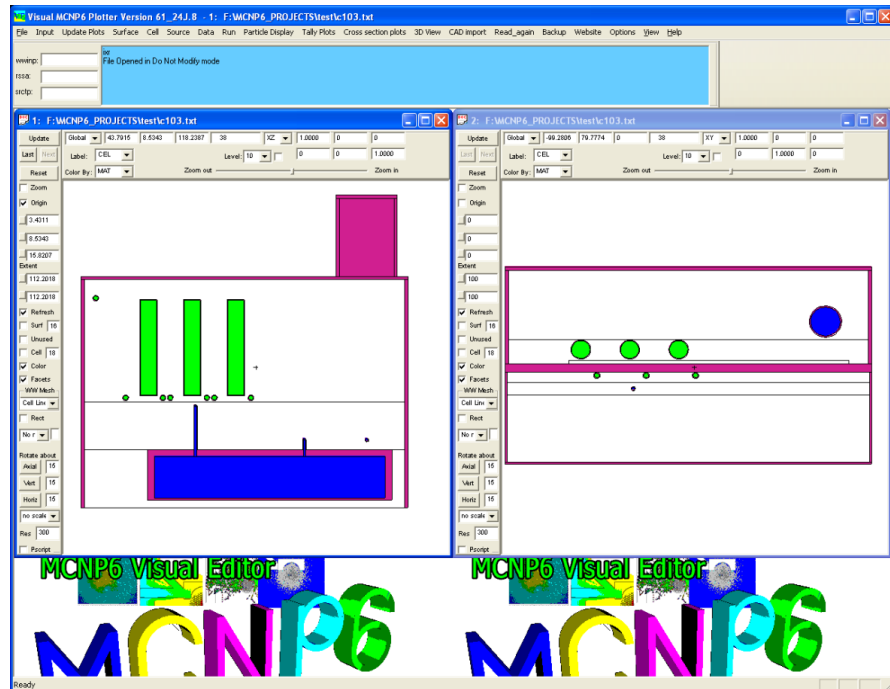 Visual MCNP6 Plotter Version 61_24J.8 - 1: F:\MCNP6_PROJECTS\test\c103.txt
File Input Update Plots Surface Cell Source Data Run Particle Display Tally Plots Cross section plots 3D View CAD import Read_again Backup Website Options View Help
wwinp:
rssa:
srctp:
File Opened in Do Not Modify mode
1: F:\MCNP6_PROJECTS\test\c103.txt
Update Global 43.7915 8.5343 118.2387 38 XZ 1.0000 0 0
Last Next Label: CEL Level: 10 0 0 1.0000
Reset Color By: MAT Zoom out Zoom in
Zoom
Origin
3.4311
8.5343
15.8207
Extent
112.2018
112.2018
Refresh
Surf 16
Unused
Cell 18
Color
Facets
WW Mesh
Cell Line
Rect
No r
Rotate about
Axial 15
Vert 15
Horiz 15
no scale
Res 300
Pscript
2: F:\MCNP6_PROJECTS\test\c103.txt
Update Global -99.2806 79.7774 0 38 XY 1.0000 0 0
Last Next Label: CEL Level: 10 0 1.0000 0
Reset Color By: MAT Zoom out Zoom in
Zoom
Origin
0
0
0
Extent
100
100
Refresh
Surf 16
Unused
Cell 18
Color
Facets
WW Mesh
Cell Line
Rect
No r
Rotate about
Axial 15
Vert 15
Horiz 15
no scale
Res 300
Pscript
MCNP6 Visual Editor
MCNP6
MCNP6 Visual Editor
MCNP6
Ready